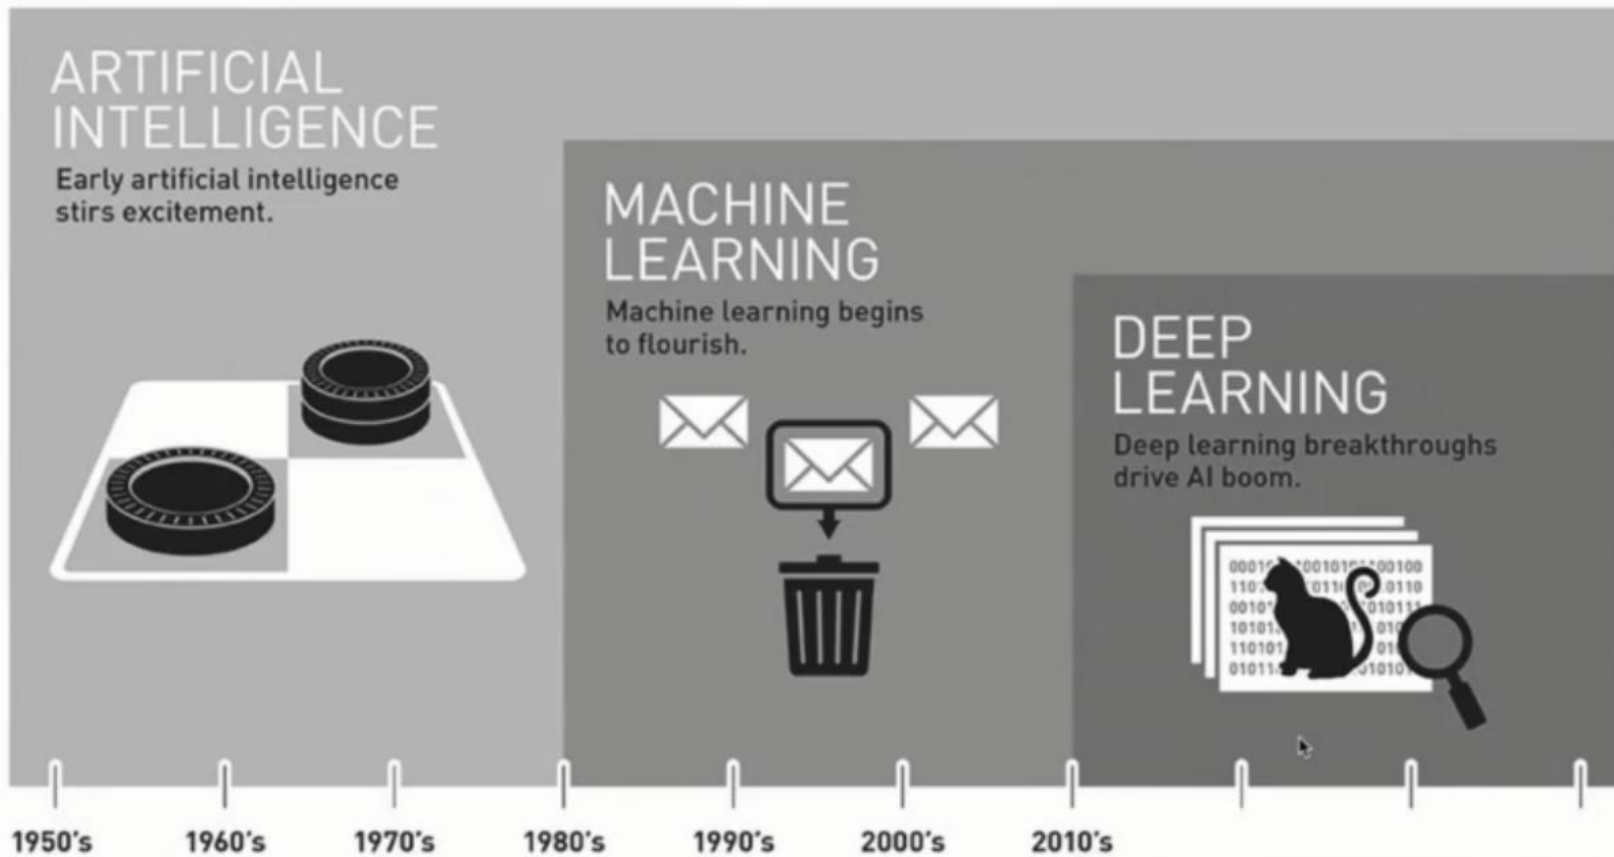 ARTIFICIAL
INTELLIGENCE
Early artificial intelligence
stirs excitement.
MACHINE
LEARNING
Machine learning begins
to flourish.
DEEP
LEARNING
Deep learning breakthroughs
drive AI boom.
1950's 1960's 1970's 1980's 1990's 2000's 2010's